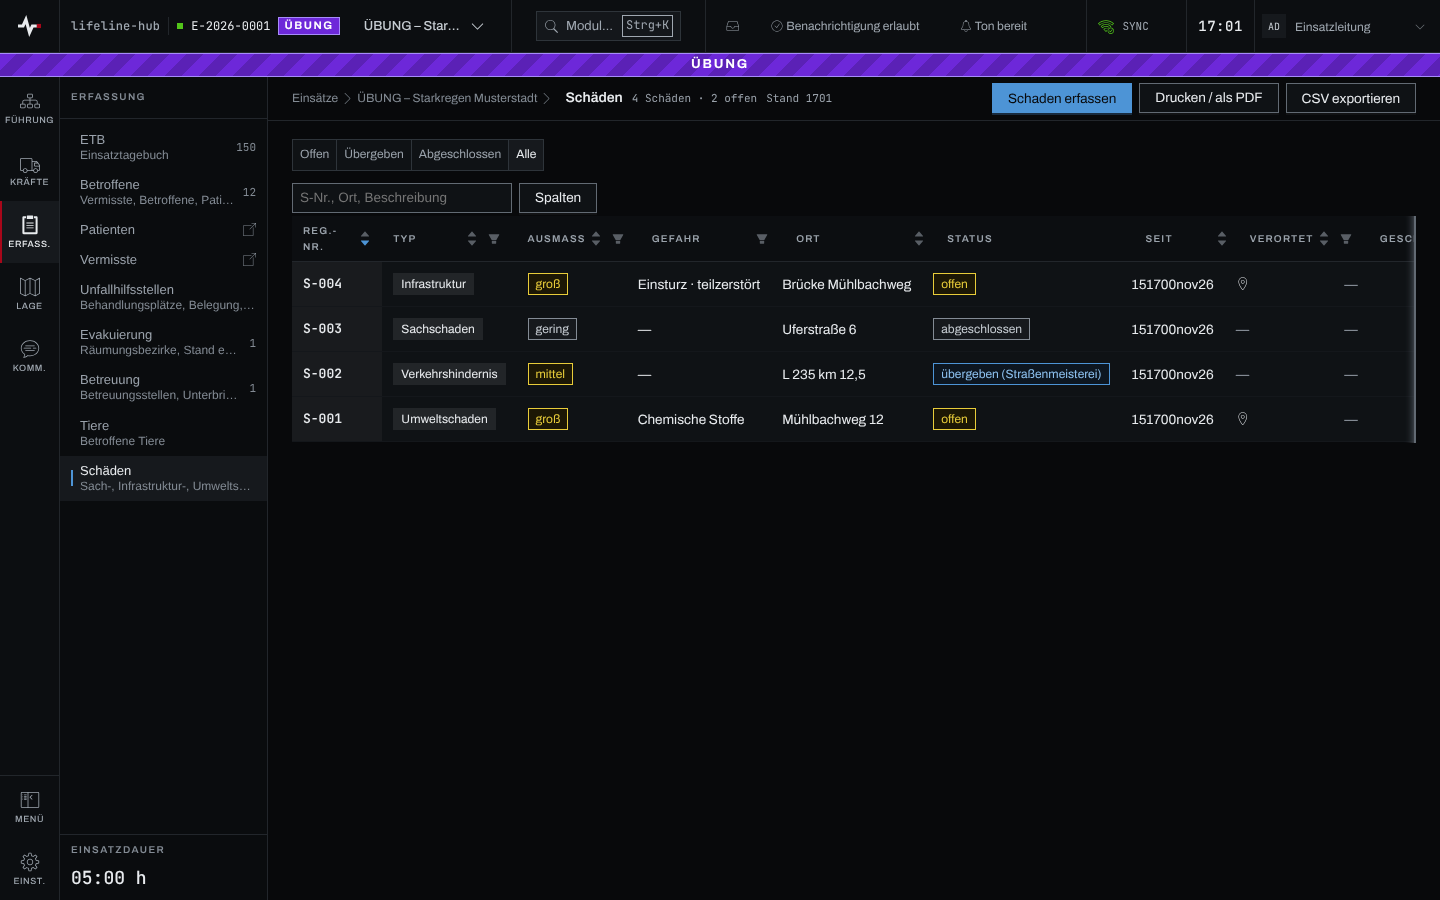 lifeline-hub E-2026-0001 ÜBUNG ÜBUNG – Star... Modul... Strg+K Benachrichtigung erlaubt Ton bereit SYNC 17:01 AD Einsatzleitung
ÜBUNG
FÜHRUNG
KRÄFTE
ERFASS.
LAGE
KOMM.
MENÜ
EINST.
ERFASSUNG
ETB
Einsatztagebuch
150
Betroffene
Vermisste, Betroffene, Pati...
12
Patienten
Vermisste
Unfallhilfsstellen
Behandlungsplätze, Belegung,...
Evakuierung
Räumungsbezirke, Stand e...
1
Betreuung
Betreuungsstellen, Unterbri...
1
Tiere
Betroffene Tiere
Schäden
Sach-, Infrastruktur-, Umwelts...
EINSATZDAUER
05:00 h
Einsätze ÜBUNG – Starkregen Musterstadt Schäden 4 Schäden · 2 offen Stand 1701
Schaden erfassen Drucken / als PDF CSV exportieren
Offen Übergeben Abgeschlossen Alle
S-Nr., Ort, Beschreibung Spalten
REG.-NR. TYP AUSMASS GEFAHR ORT STATUS SEIT VERORTET GESC
S-004 Infrastruktur groß Einsturz · teilzerstört Brücke Mühlbachweg offen 151700nov26 —
S-003 Sachschaden gering — Uferstraße 6 abgeschlossen 151700nov26 — —
S-002 Verkehrshindernis mittel — L 235 km 12,5 übergeben (Straßenmeisterei) 151700nov26 — —
S-001 Umweltschaden groß Chemische Stoffe Mühlbachweg 12 offen 151700nov26 —